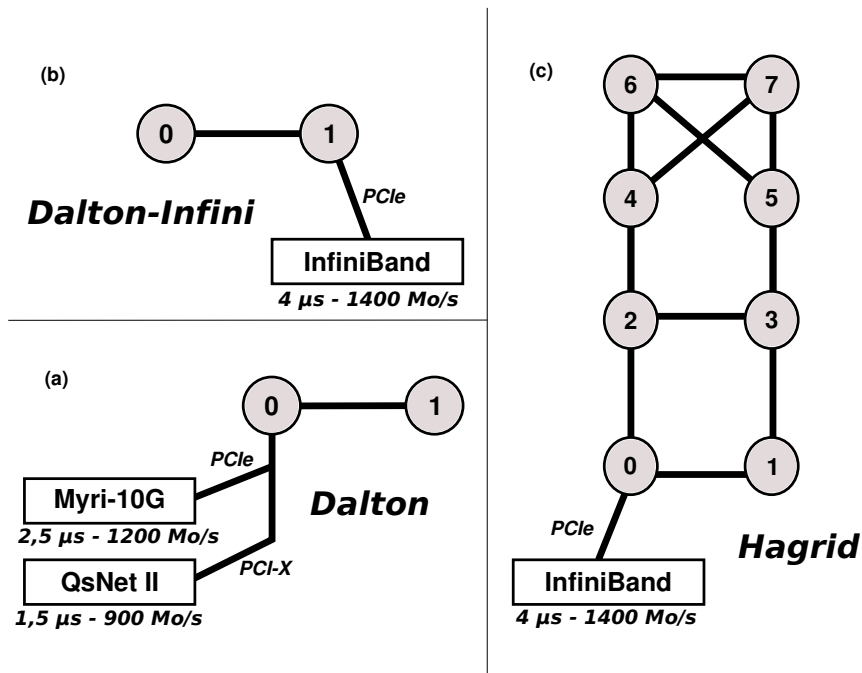 (b)
0
1
PCIe
Dalton-Infini
InfiniBand
4 µs - 1400 Mo/s
(a)
0
1
PCIe
Myri-10G
2,5 µs - 1200 Mo/s
Dalton
QsNet II
PCI-X
1,5 µs - 900 Mo/s
(c)
6
7
4
5
2
3
0
1
PCIe
Hagrid
InfiniBand
4 µs - 1400 Mo/s